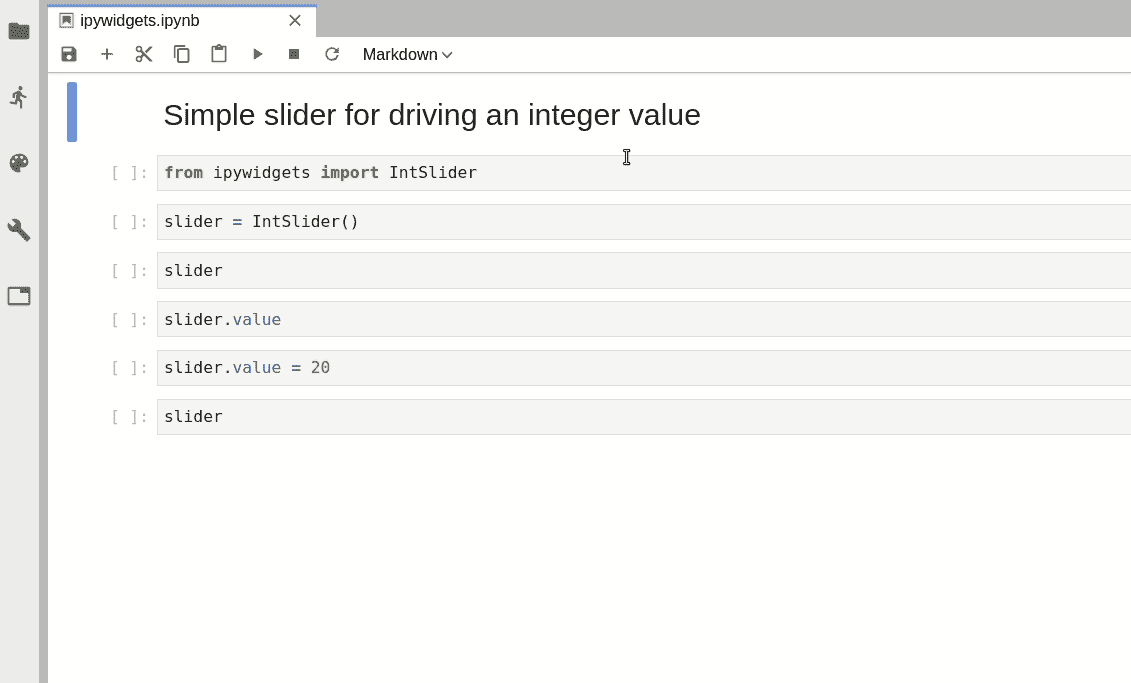 ipywidgets.ipynb
Markdown
Simple slider for driving an integer value
[ ]: from ipywidgets import IntSlider
[ ]: slider = IntSlider()
[ ]: slider
[ ]: slider.value
[ ]: slider.value = 20
[ ]: slider